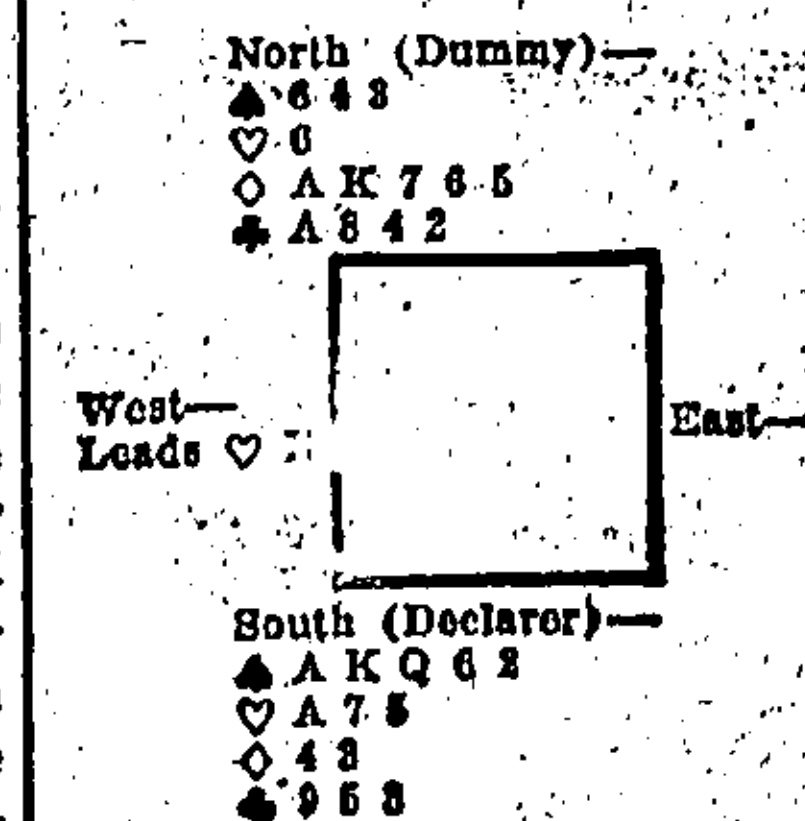 North (Dummy)—
♠ 6 4 3
♡ 6
♢ A K 7 6 5
♣ A 8 4 2
West—
Leads ♡
East—
South (Declarer)—
♠ A K Q 6 2
♡ A 7
♢ 4 3
♣ 9 5 3